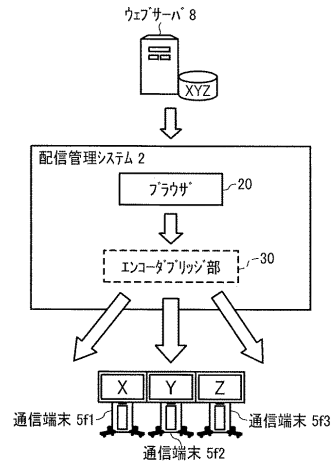 ウェブサーバ8
XYZ
配信管理システム2
ブラウザ
20
エンコーダブリッジ部
30
X Y Z
通信端末 5f1
通信端末 5f3
通信端末 5f2